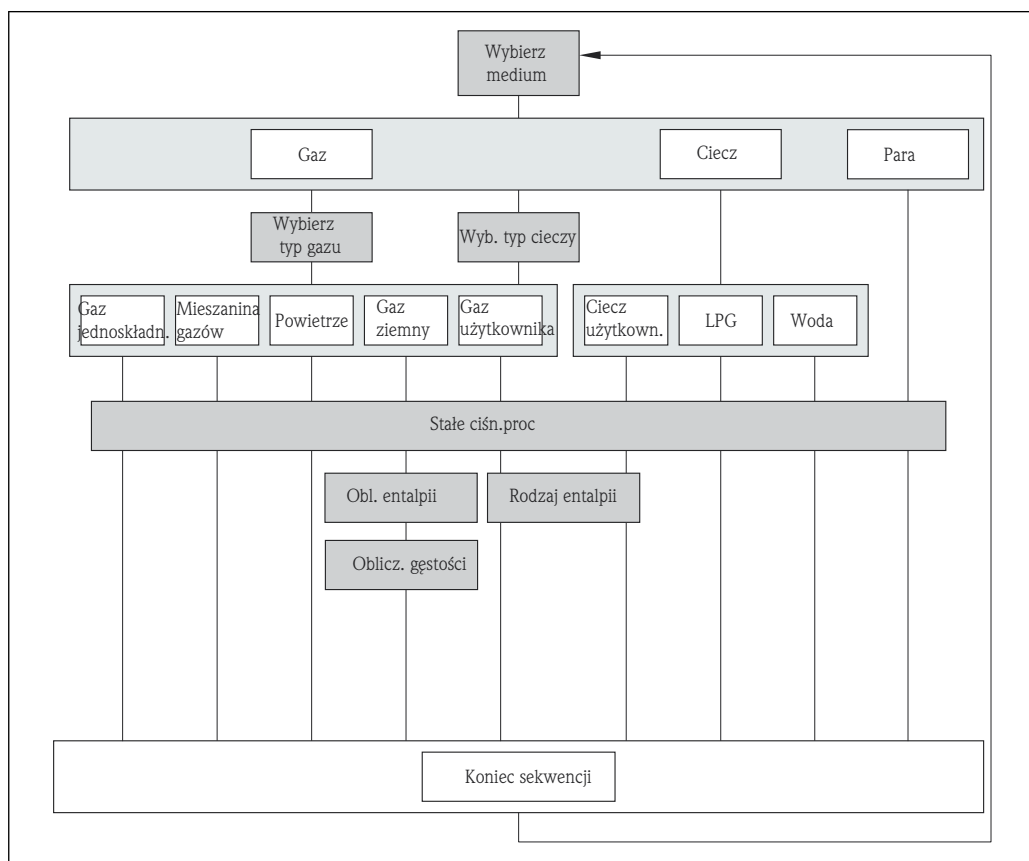 Wybierz
medium
Gaz
Ciecz
Para
Wybierz
typ gazu
Wyb. typ cieczy
Gaz
jednoskładn.
Mieszanina
gazów
Powietrze
Gaz
ziemny
Gaz
użytkownika
Ciecz
użytkown.
LPG
Woda
Stałe ciśn.proc
Obl. entalpii
Rodzaj entalpii
Oblicz. gęstości
Koniec sekwencji